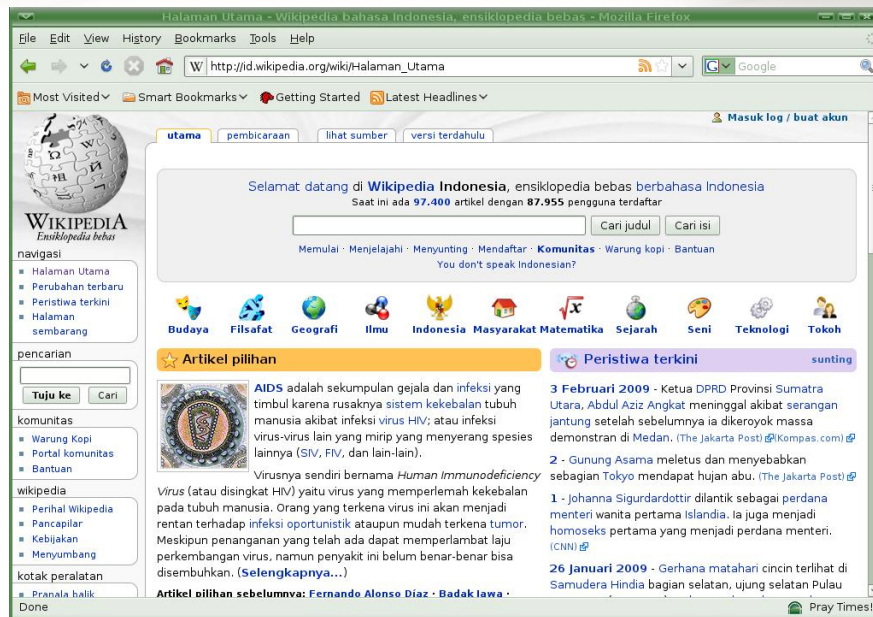 Halaman Utama - Wikipedia bahasa Indonesia, ensiklopedia bebas - Mozilla Firefox
File Edit View History Bookmarks Tools Help
W http://id.wikipedia.org/wiki/Halaman_Utama G Google
Most Visited Smart Bookmarks Getting Started Latest Headlines
Masuk log / buat akun
utama pembicaraan lihat sumber versi terdahulu
WIKIPEDIA
Ensiklopedia bebas
navigasi
Halaman Utama
Perubahan terbaru
Peristiwa terkini
Halaman
sembarang
pencarian
Tuju ke Cari
komunitas
Warung Kopi
Portal komunitas
Bantuan
wikipedia
Perihal Wikipedia
Pancapilar
Kebijakan
Menyumbang
kotak peralatan
Pranala balik
Selamat datang di Wikipedia Indonesia, ensiklopedia bebas berbahasa Indonesia
Saat ini ada 97.400 artikel dengan 87.955 pengguna terdaftar
Cari judul Cari isi
Memulai · Menjelajahi · Menyunting · Mendaftar · Komunitas · Warung kopi · Bantuan
You don't speak Indonesian?
Budaya Filsafat Geografi Ilmu Indonesia Masyarakat Matematika Sejarah Seni Teknologi Tokoh
Artikel pilihan
AIDS adalah sekumpulan gejala dan infeksi yang
timbul karena rusaknya sistem kekebalan tubuh
manusia akibat infeksi virus HIV; atau infeksi
virus-virus lain yang mirip yang menyerang spesies
lainnya (SIV, FIV, dan lain-lain).
Virusnya sendiri bernama Human Immunodeficiency
Virus (atau disingkat HIV) yaitu virus yang memperlemah kekebalan
pada tubuh manusia. Orang yang terkena virus ini akan menjadi
rentan terhadap infeksi oportunistik ataupun mudah terkena tumor.
Meskipun penanganan yang telah ada dapat memperlambat laju
perkembangan virus, namun penyakit ini belum benar-benar bisa
disembuhkan. (Selengkapnya...)
Artikel pilihan sebelumnya: Fernando Alonso Díaz · Badak Jawa ·
Peristiwa terkini sunting
3 Februari 2009 - Ketua DPRD Provinsi Sumatra
Utara, Abdul Aziz Angkat meninggal akibat serangan
jantung setelah sebelumnya ia dikeroyok massa
demonstran di Medan. (The Jakarta Post) (Kompas.com)
2 - Gunung Asama meletus dan menyebabkan
sebagian Tokyo mendapat hujan abu. (The Jakarta Post)
1 - Johanna Sigurdardottir dilantik sebagai perdana
menteri wanita pertama Islandia. Ia juga menjadi
homoseks pertama yang menjadi perdana menteri.
(CNN)
26 Januari 2009 - Gerhana matahari cincin terlihat di
Samudera Hindia bagian selatan, ujung selatan Pulau
Done Pray Times!